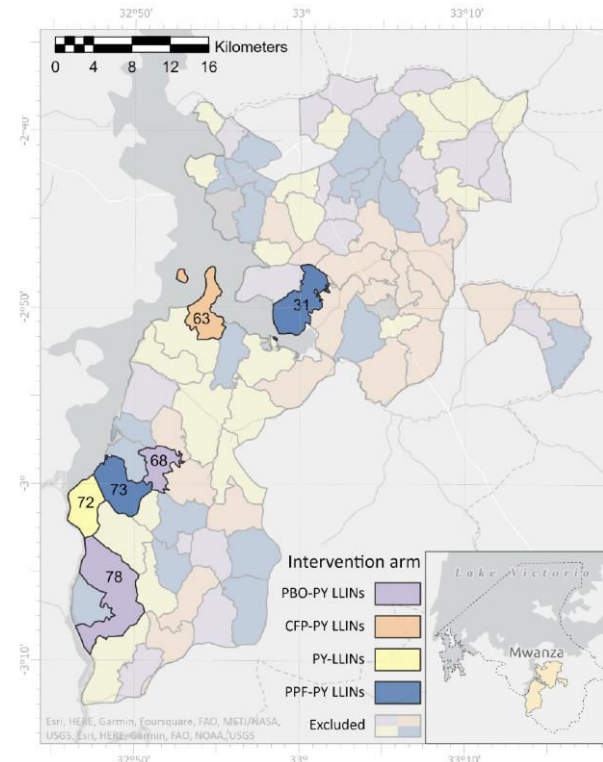 32°50' 33° 33°10'
Kilometers
0 4 8 12 16
-2°40'
-2°50'
63
31
68
-3°
73
72
78
-3°10'
Intervention arm
PBO-PY LLINs
CFP-PY LLINs
PY-LLINs
PPF-PY LLINs
Excluded
Lake Victoria
Mwanza
Esri, HERE, Garmin, Foursquare, FAO, METI/NASA,
USGS, Esri, HERE, Garmin, FAO, NOAA, USGS
32°50' 33° 33°10'